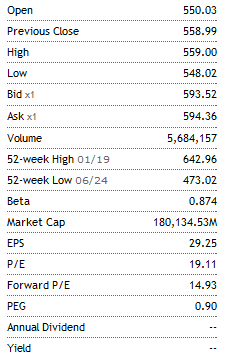 Open 550.03
Previous Close 558.99
High 559.00
Low 548.02
Bid x1 593.52
Ask x1 594.36
Volume 5,684,157
52-week High 01/19 642.96
52-week Low 06/24 473.02
Beta 0.874
Market Cap 180,134.53M
EPS 29.25
P/E 19.11
Forward P/E 14.93
PEG 0.90
Annual Dividend --
Yield --